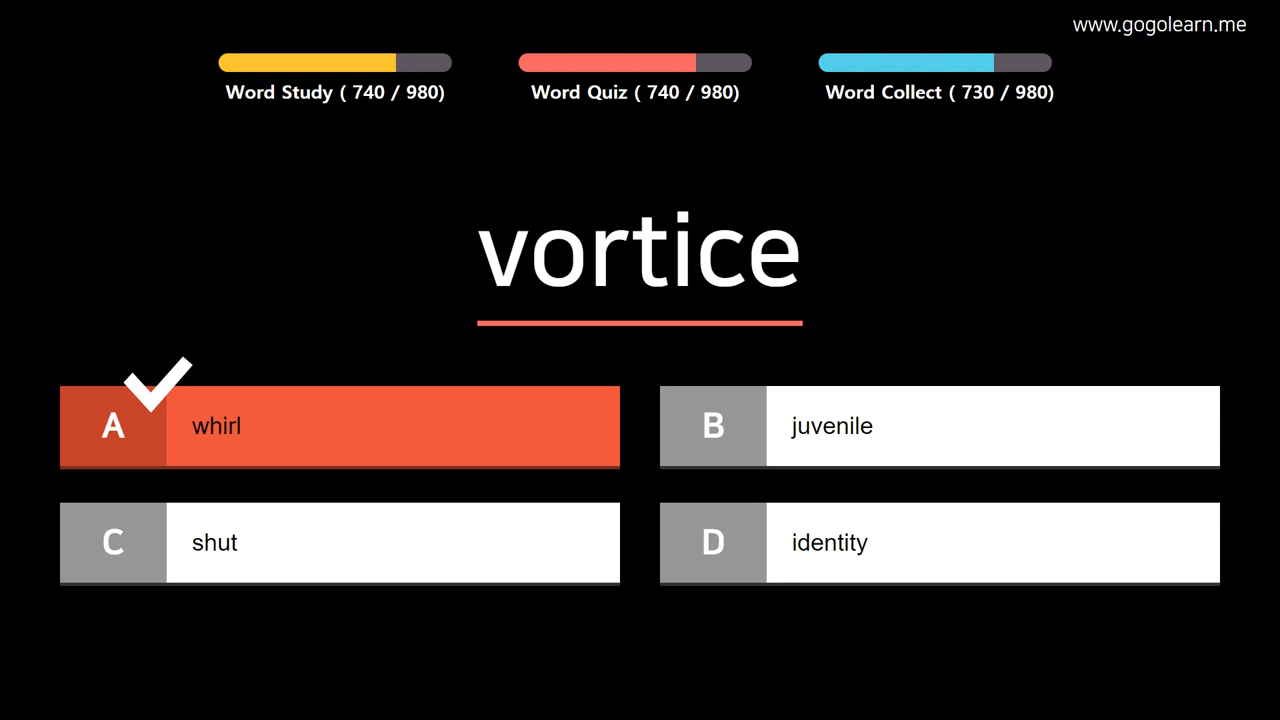 www.gogolearn.me
Word Study ( 740 / 980)
Word Quiz ( 740 / 980)
Word Collect ( 730 / 980)
vortice
A whirl
B juvenile
C shut
D identity